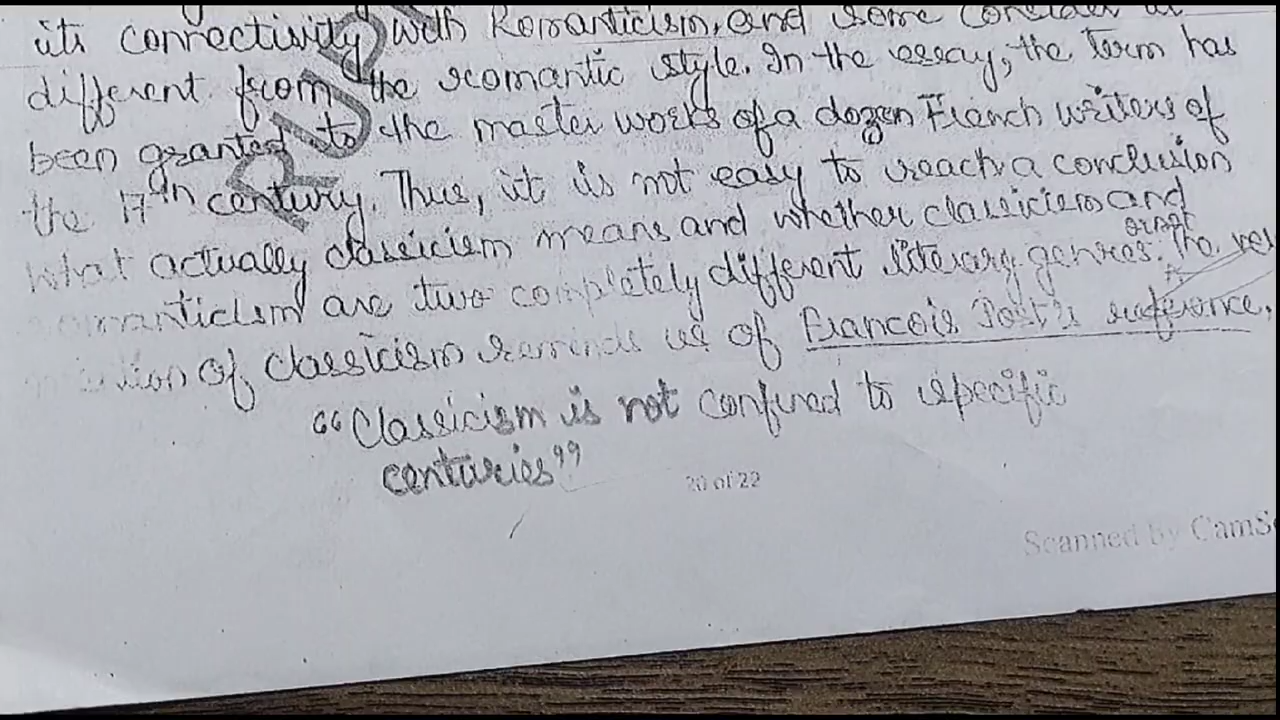 its connectivity with Romanticism, and some consider it
different from the romantic style. In the essay, the term has
been granted to the master works of a dozen French writers of
the 17th century. Thus, it is not easy to reach a conclusion
what actually classicism means and whether classicism and
omanticism are two completely different literary genres. The
of classicism reminds us of Francois Post's reference.
"Classicism is not confined to specific
centuries"
20 of 22
Scanned by CamS